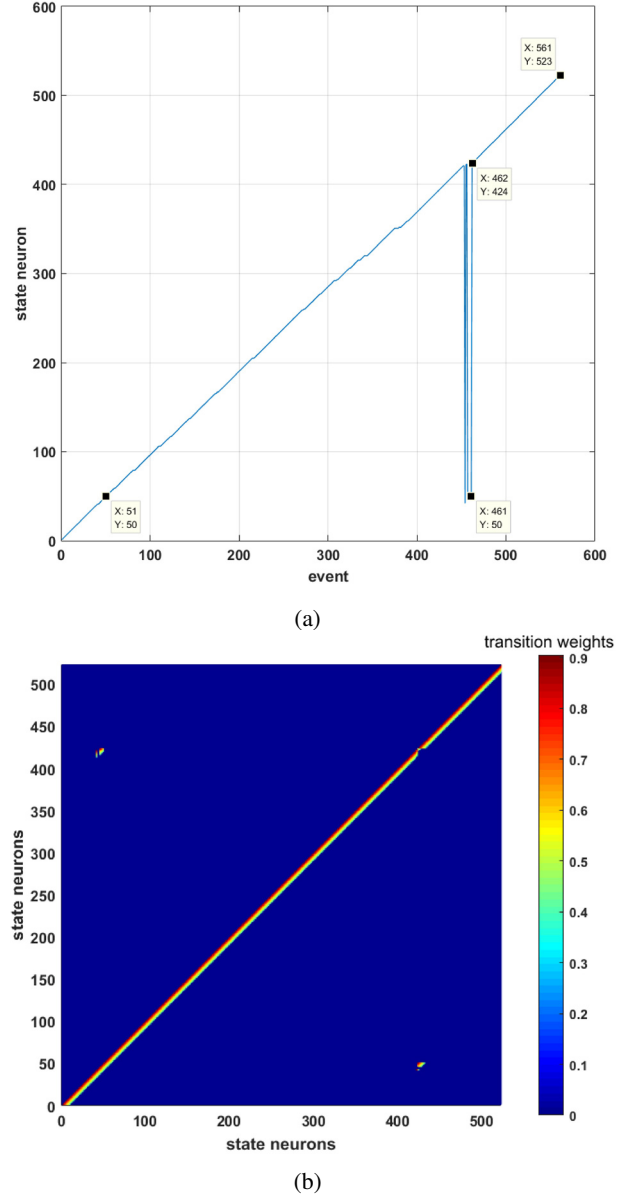 600
X: 561
Y: 523
500
400
X: 462
Y: 424
state neuron
300
200
100
X: 51
Y: 50
X: 461
Y: 50
0
0 100 200 300 400 500 600
event
(a)
transition weights
500
450
400
350
300
250
200
150
100
50
0
state neurons
0 100 200 300 400 500
state neurons
0.9
0.8
0.7
0.6
0.5
0.4
0.3
0.2
0.1
0
(b)